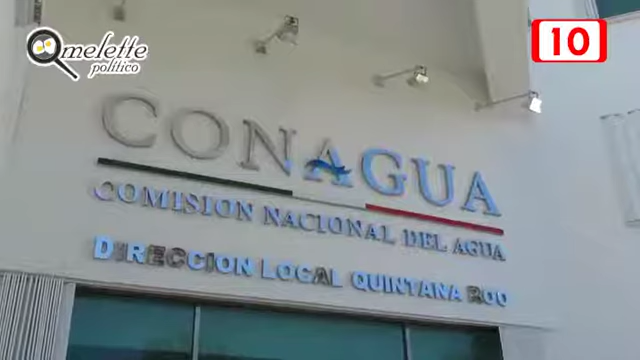 Omelette
político
10
CONAGUA
COMISION NACIONAL DEL AGUA
DIRECCION LOCAL QUINTANA ROO